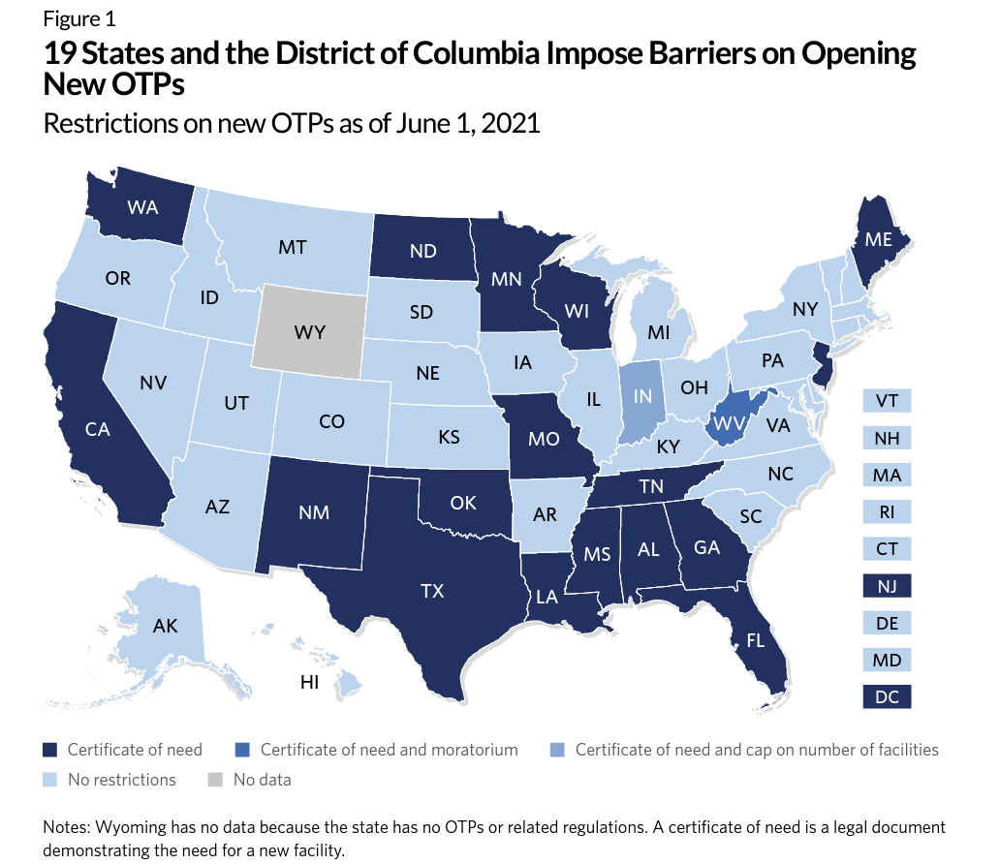 Figure 1
19 States and the District of Columbia Impose Barriers on Opening
New OTPs
Restrictions on new OTPs as of June 1, 2021
WA
MT
ND
ME
OR
ID
MN
WY
SD
WI
NY
MI
IA
PA
NE
NV
UT
CO
IL
IN
OH
WV
VA
VT
CA
KS
MO
KY
NH
AZ
NM
OK
AR
TN
NC
MA
SC
RI
MS
AL
GA
CT
TX
LA
NJ
AK
FL
DE
HI
MD
DC
Certificate of need
Certificate of need and moratorium
Certificate of need and cap on number of facilities
No restrictions
No data
Notes: Wyoming has no data because the state has no OTPs or related regulations. A certificate of need is a legal document
demonstrating the need for a new facility.